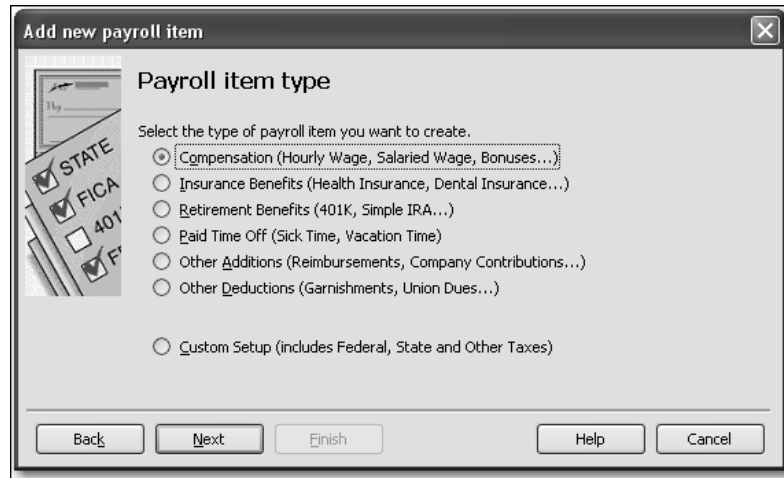 Add new payroll item
Payroll item type
Select the type of payroll item you want to create.
Compensation (Hourly Wage, Salaried Wage, Bonuses...)
Insurance Benefits (Health Insurance, Dental Insurance...)
Retirement Benefits (401K, Simple IRA...)
Paid Time Off (Sick Time, Vacation Time)
Other Additions (Reimbursements, Company Contributions...)
Other Deductions (Garnishments, Union Dues...)
Custom Setup (includes Federal, State and Other Taxes)
STATE
FICA
401
Back
Next
Finish
Help
Cancel